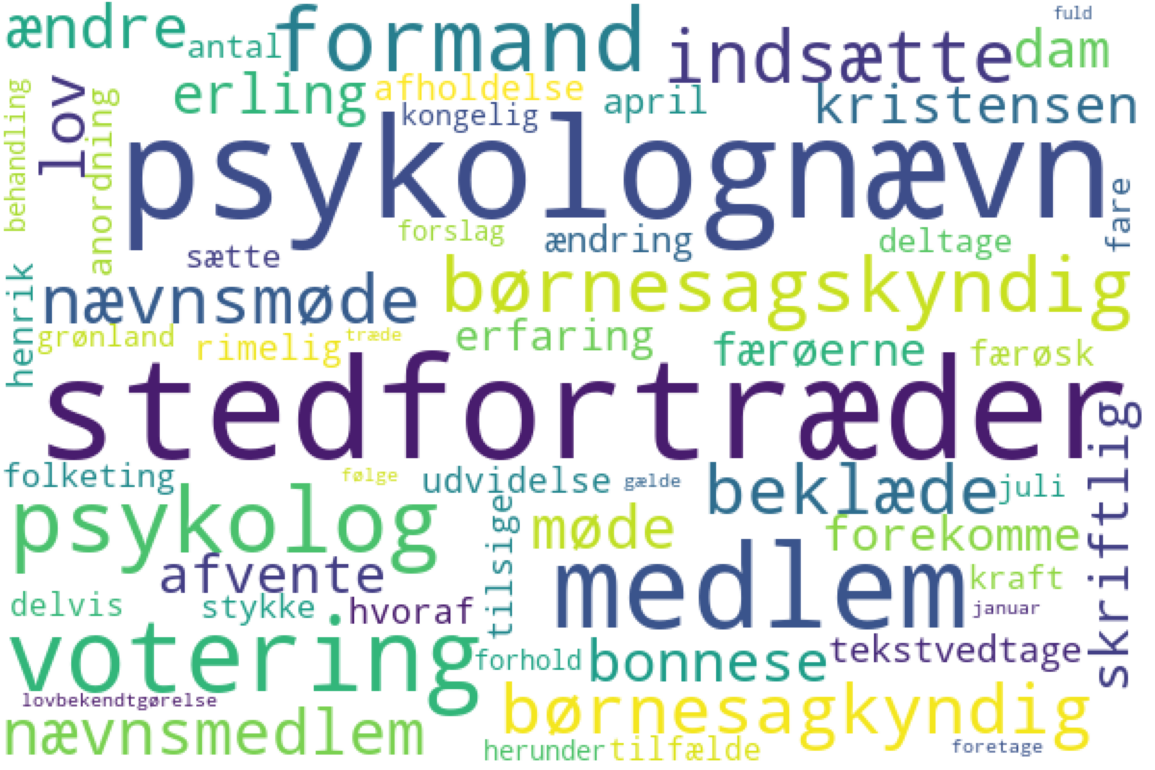 ændre
antal
formand
indsætte
fuld
dam
erling
afholdelse
april
kristensen
kongelig
lov
behandling
anordning
psykolognævn
fare
forslag
ændring
deltage
sætte
børnesagskyndig
henrik
nævnsmøde
grønland
rimelig
træde
erfaring
færøerne
færøsk
stedfortræder
skriftlig
folketing
følge
udvidelse
gælde
beklæde
juli
psykolog
tilsige
møde
forekomme
afvente
medlem
kraft
delvis
stykke
hvoraf
januar
votering
forhold
bonnese
tekstvedtage
lovbekendtgørelse
børnesagkyndig
nævnsmedlem
herunder
tilfælde
foretage